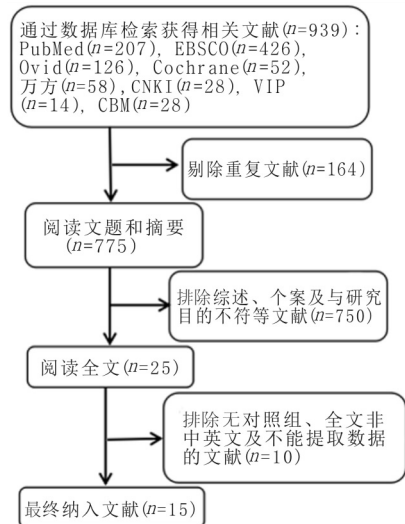 通过数据库检索获得相关文献(n=939):
PubMed(n=207), EBSCO(n=426),
Ovid(n=126), Cochrane(n=52),
万方(n=58),CNKI(n=28), VIP
(n=14), CBM(n=28)
剔除重复文献(n=164)
阅读文题和摘要
(n=775)
排除综述、个案及与研究
目的不符等文献(n=750)
阅读全文(n=25)
排除无对照组、全文非
中英文及不能提取数据
的文献(n=10)
最终纳入文献(n=15)